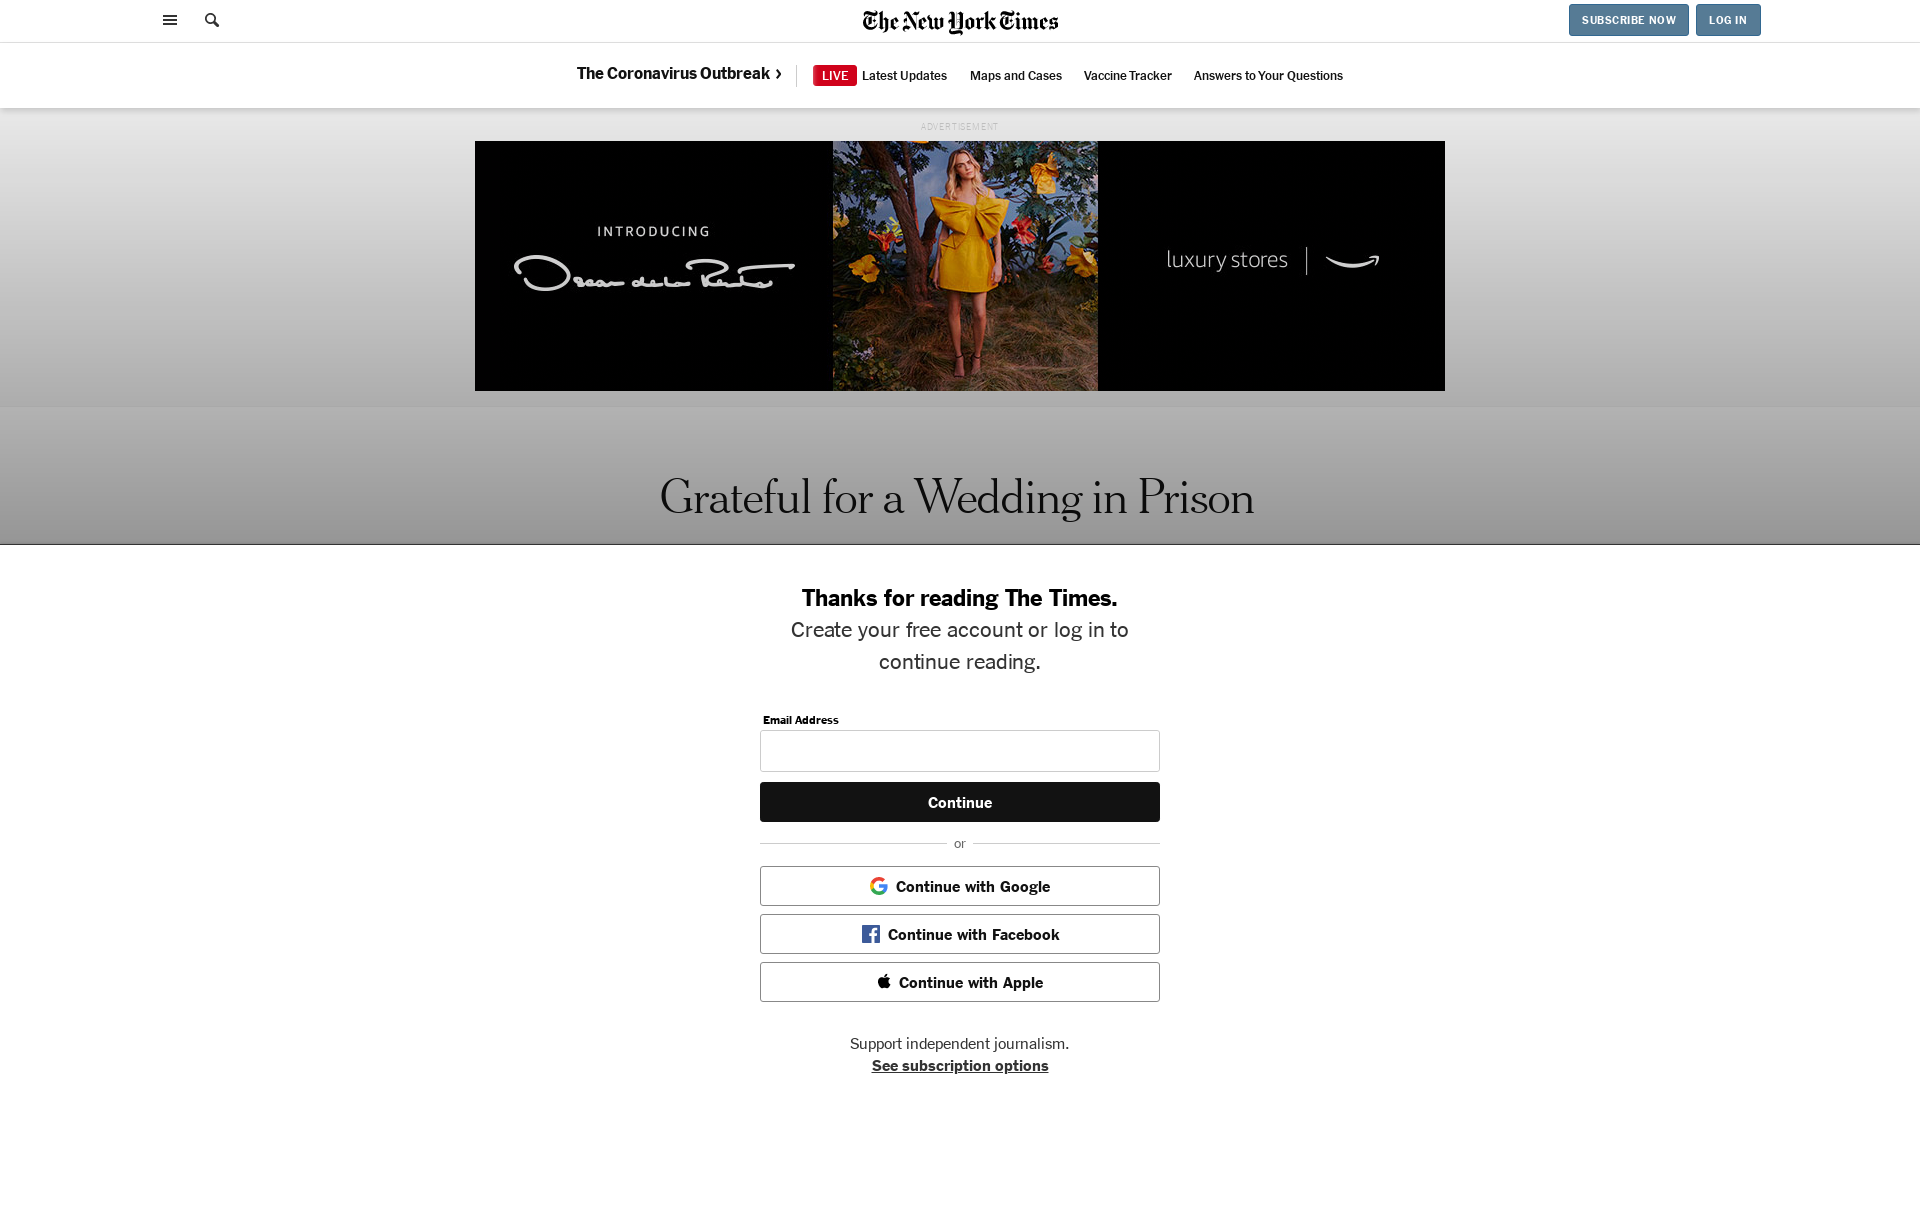 The New York Times
SUBSCRIBE NOW
LOG IN
The Coronavirus Outbreak ›
LIVE Latest Updates
Maps and Cases
Vaccine Tracker
Answers to Your Questions
ADVERTISEMENT
INTRODUCING
Oscar de la Renta
luxury stores
Grateful for a Wedding in Prison
Thanks for reading The Times.
Create your free account or log in to
continue reading.
Email Address
Continue
or
Continue with Google
Continue with Facebook
Continue with Apple
Support independent journalism.
See subscription options